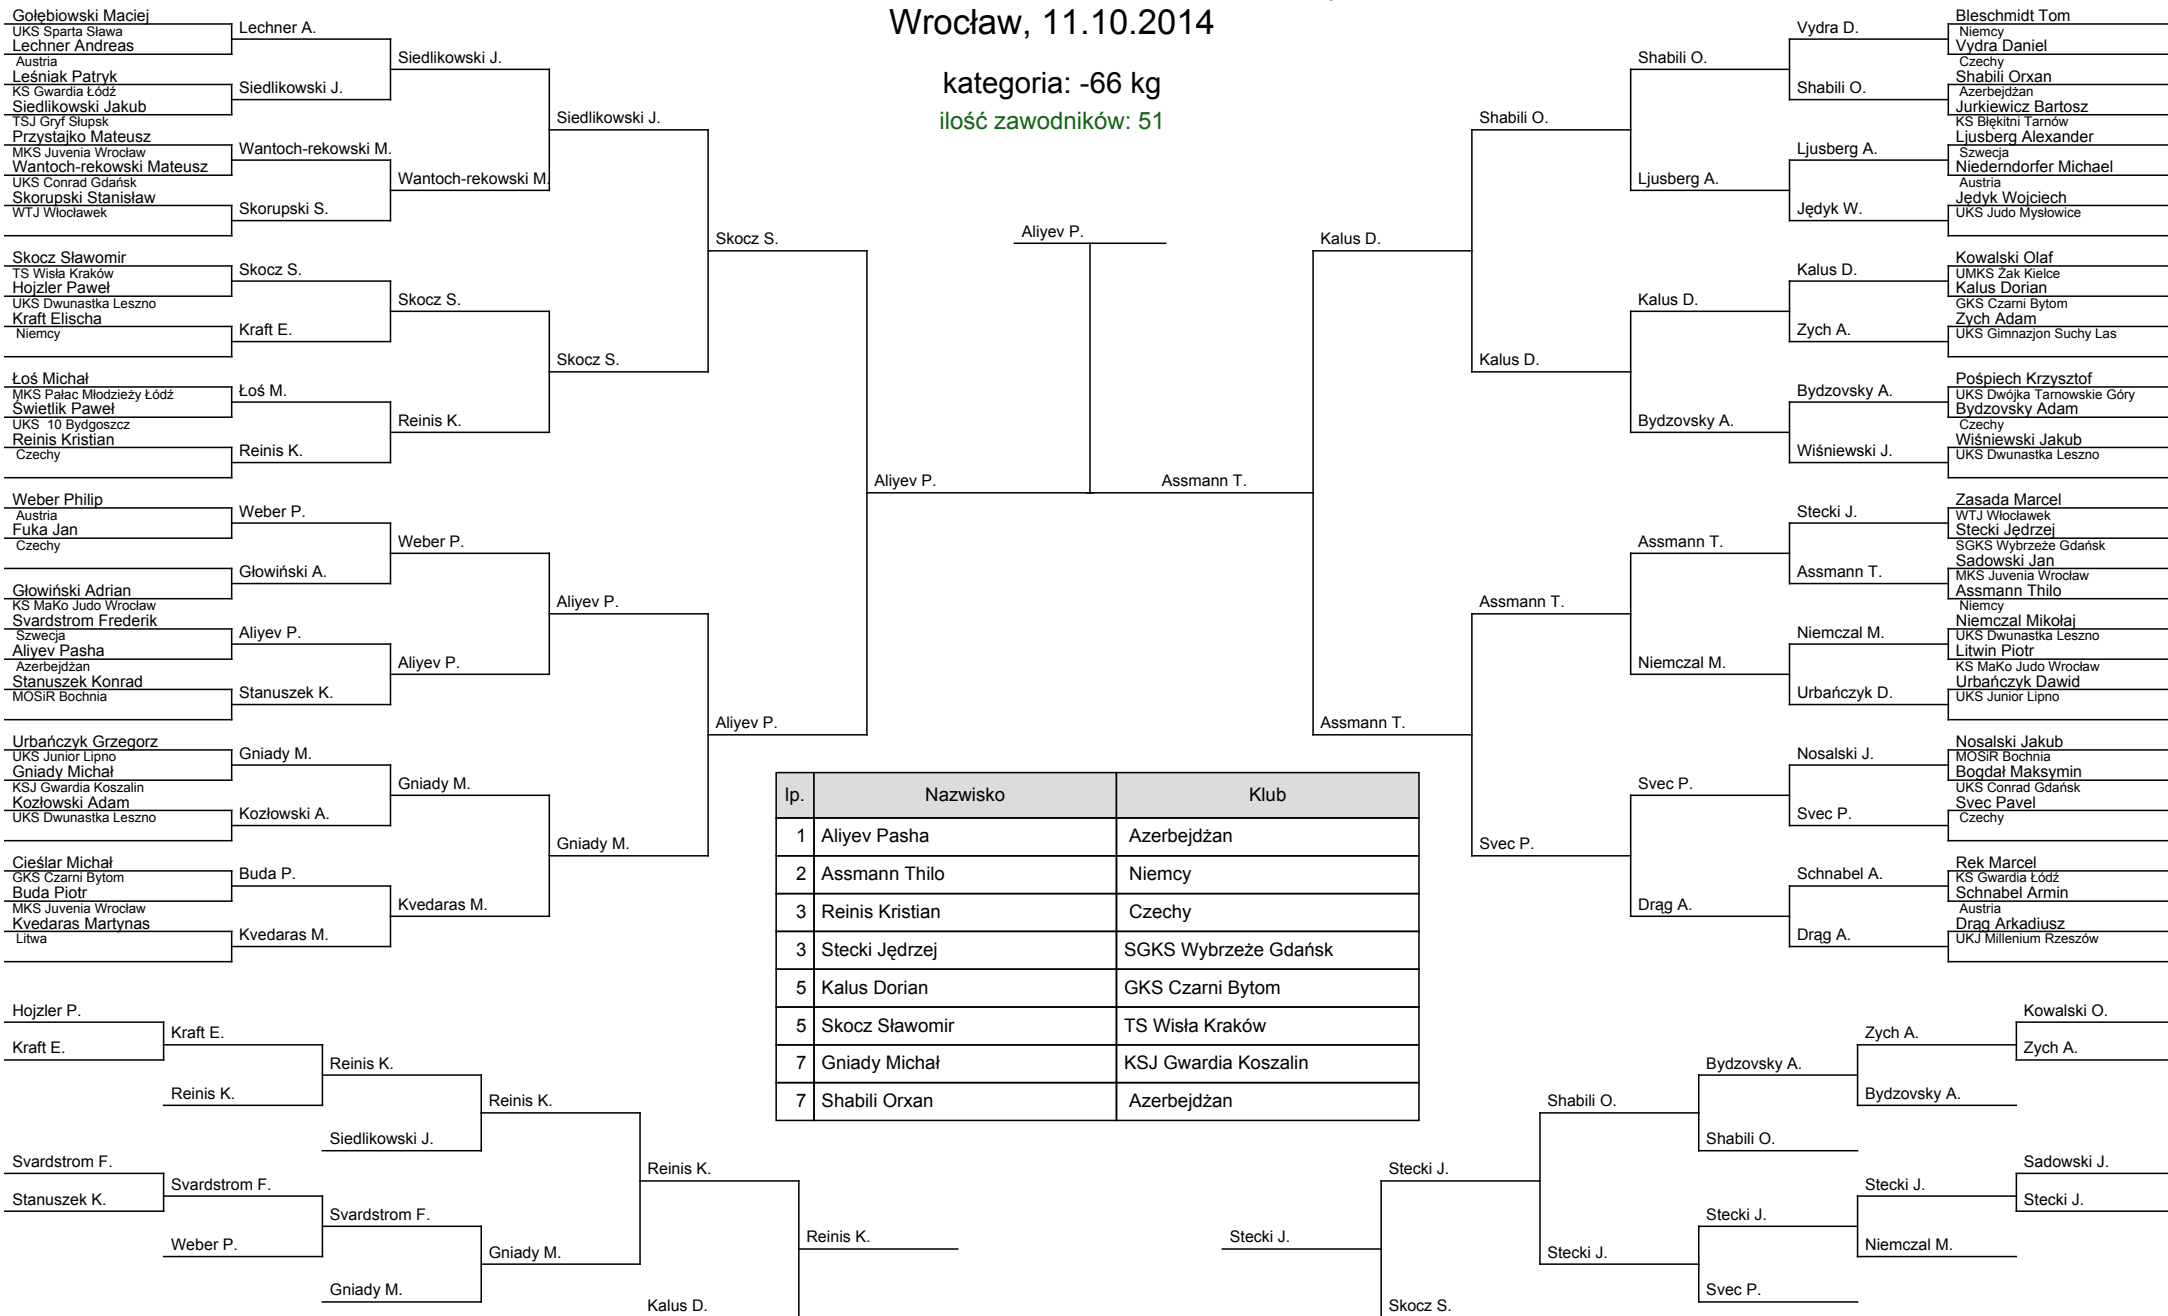 Wrocław, 11.10.2014
kategoria: -66 kg
ilość zawodników: 51
Gołębiowski Maciej
UKS Sparta Sława
Lechner Andreas
Austria
Leśniak Patryk
KS Gwardia Łódź
Siedlikowski Jakub
TSJ Gryf Słupsk
Przystajko Mateusz
MKS Juvenia Wrocław
Wantoch-rekowski Mateusz
UKS Conrad Gdańsk
Skorupski Stanisław
WTJ Włocławek
Skocz Sławomir
TS Wisła Kraków
Hojzler Paweł
UKS Dwunastka Leszno
Kraft Elischa
Niemcy
Łoś Michał
MKS Pałac Młodzieży Łódź
Świetlik Paweł
UKS 10 Bydgoszcz
Reinis Kristian
Czechy
Weber Philip
Austria
Fuka Jan
Czechy
Głowiński Adrian
KS MaKo Judo Wrocław
Svardstrom Frederik
Szwecja
Aliyev Pasha
Azerbejdżan
Stanuszek Konrad
MOSiR Bochnia
Urbańczyk Grzegorz
UKS Junior Lipno
Gniady Michał
KSJ Gwardia Koszalin
Kozłowski Adam
UKS Dwunastka Leszno
Cieślar Michał
GKS Czarni Bytom
Buda Piotr
MKS Juvenia Wrocław
Kvedaras Martynas
Litwa
Lechner A.
Siedlikowski J.
Wantoch-rekowski M.
Skorupski S.
Skocz S.
Kraft E.
Łoś M.
Reinis K.
Weber P.
Głowiński A.
Aliyev P.
Stanuszek K.
Gniady M.
Kozłowski A.
Buda P.
Kvedaras M.
Siedlikowski J.
Wantoch-rekowski M.
Skocz S.
Reinis K.
Weber P.
Aliyev P.
Gniady M.
Kvedaras M.
Siedlikowski J.
Skocz S.
Aliyev P.
Gniady M.
Skocz S.
Aliyev P.
Aliyev P.
Aliyev P.
Assmann T.
Kalus D.
Assmann T.
Shabili O.
Kalus D.
Assmann T.
Svec P.
Shabili O.
Ljusberg A.
Kalus D.
Bydzovsky A.
Assmann T.
Niemczal M.
Svec P.
Drąg A.
Vydra D.
Shabili O.
Ljusberg A.
Jędyk W.
Kalus D.
Zych A.
Bydzovsky A.
Wiśniewski J.
Stecki J.
Assmann T.
Niemczal M.
Urbańczyk D.
Nosalski J.
Svec P.
Schnabel A.
Drąg A.
Bleschmidt Tom
Niemcy
Vydra Daniel
Czechy
Shabili Orxan
Azerbejdżan
Jurkiewicz Bartosz
KS Błękitni Tarnów
Ljusberg Alexander
Szwecja
Niederndorfer Michael
Austria
Jędyk Wojciech
UKS Judo Mysłowice
Kowalski Olaf
UMKS Żak Kielce
Kalus Dorian
GKS Czarni Bytom
Zych Adam
UKS Gimnazjon Suchy Las
Pośpiech Krzysztof
UKS Dwójka Tarnowskie Góry
Bydzovsky Adam
Czechy
Wiśniewski Jakub
UKS Dwunastka Leszno
Zasada Marcel
WTJ Włocławek
Stecki Jędrzej
SGKS Wybrzeże Gdańsk
Sadowski Jan
MKS Juvenia Wrocław
Assmann Thilo
Niemcy
Niemczal Mikołaj
UKS Dwunastka Leszno
Litwin Piotr
KS MaKo Judo Wrocław
Urbańczyk Dawid
UKS Junior Lipno
Nosalski Jakub
MOSiR Bochnia
Bogdał Maksymin
UKS Conrad Gdańsk
Svec Pavel
Czechy
Rek Marcel
KS Gwardia Łódź
Schnabel Armin
Austria
Drąg Arkadiusz
UKJ Millenium Rzeszów
lp. Nazwisko Klub
1 Aliyev Pasha Azerbejdżan
2 Assmann Thilo Niemcy
3 Reinis Kristian Czechy
3 Stecki Jędrzej SGKS Wybrzeże Gdańsk
5 Kalus Dorian GKS Czarni Bytom
5 Skocz Sławomir TS Wisła Kraków
7 Gniady Michał KSJ Gwardia Koszalin
7 Shabili Orxan Azerbejdżan
Hojzler P.
Kraft E.
Svardstrom F.
Stanuszek K.
Kraft E.
Reinis K.
Svardstrom F.
Weber P.
Reinis K.
Siedlikowski J.
Svardstrom F.
Gniady M.
Reinis K.
Gniady M.
Reinis K.
Kalus D.
Reinis K.
Stecki J.
Stecki J.
Skocz S.
Shabili O.
Stecki J.
Bydzovsky A.
Shabili O.
Stecki J.
Svec P.
Zych A.
Bydzovsky A.
Stecki J.
Niemczal M.
Kowalski O.
Zych A.
Sadowski J.
Stecki J.